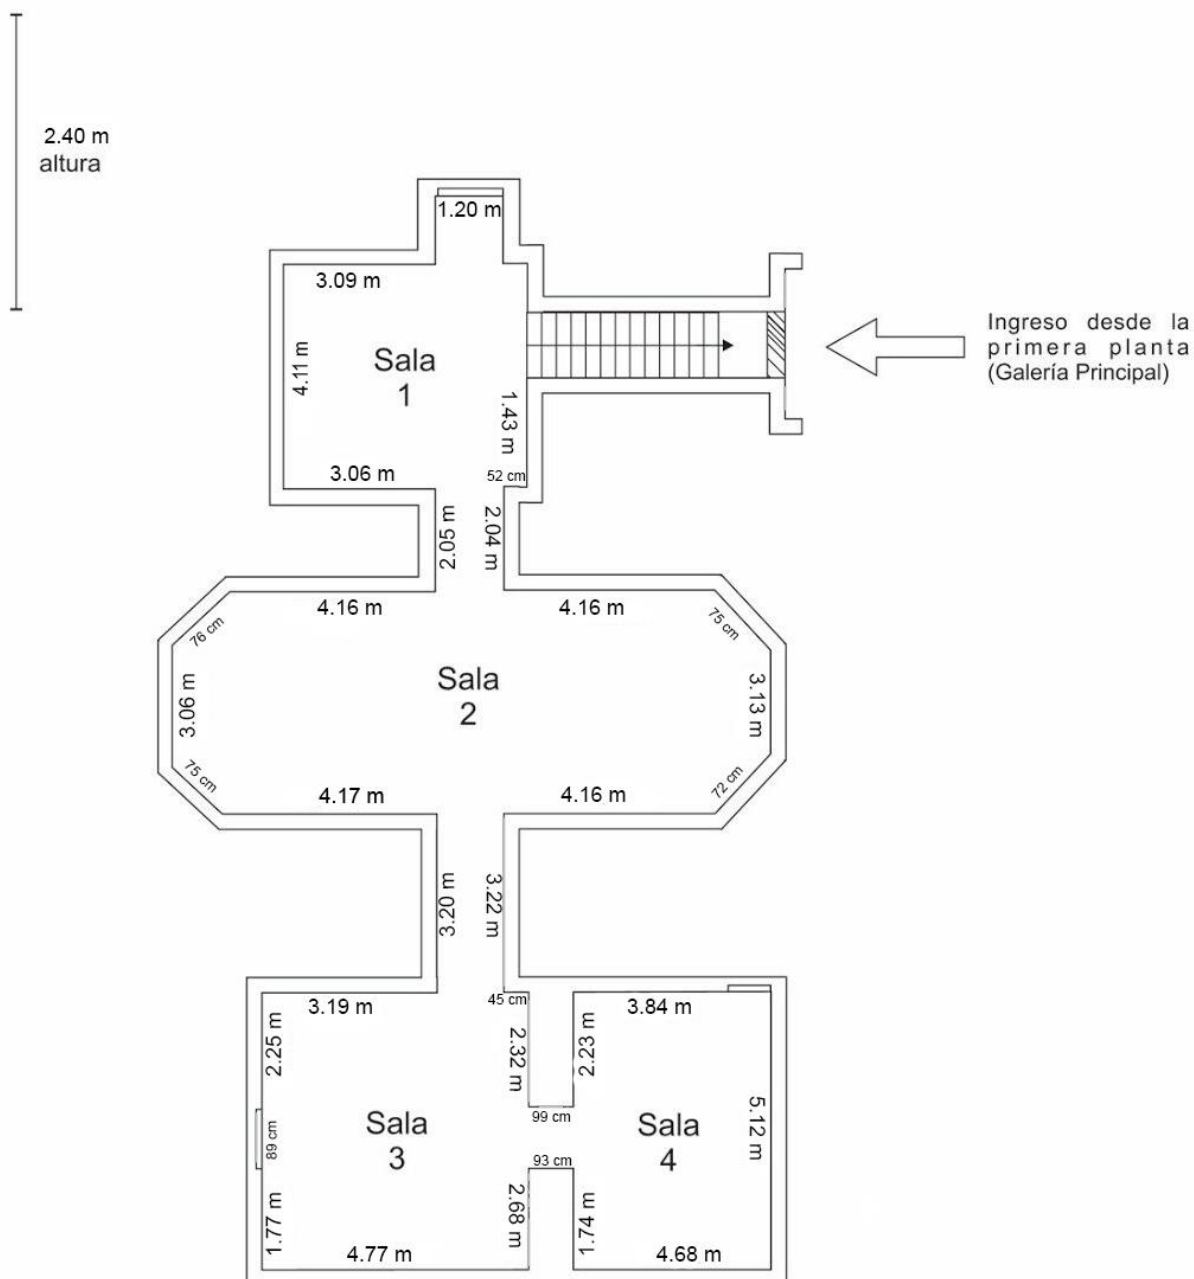 2.40 m
altura
1.20 m
3.09 m
4.11 m
Sala
1
1.43 m
3.06 m
52 cm
2.05 m
2.04 m
Ingreso desde la
primera planta
(Galería Principal)
4.16 m
4.16 m
76 cm
75 cm
3.06 m
Sala
2
3.13 m
75 cm
72 cm
4.17 m
4.16 m
3.20 m
3.22 m
3.19 m
45 cm
3.84 m
2.25 m
2.32 m
2.23 m
89 cm
Sala
3
99 cm
93 cm
Sala
4
5.12 m
1.77 m
2.68 m
1.74 m
4.77 m
4.68 m